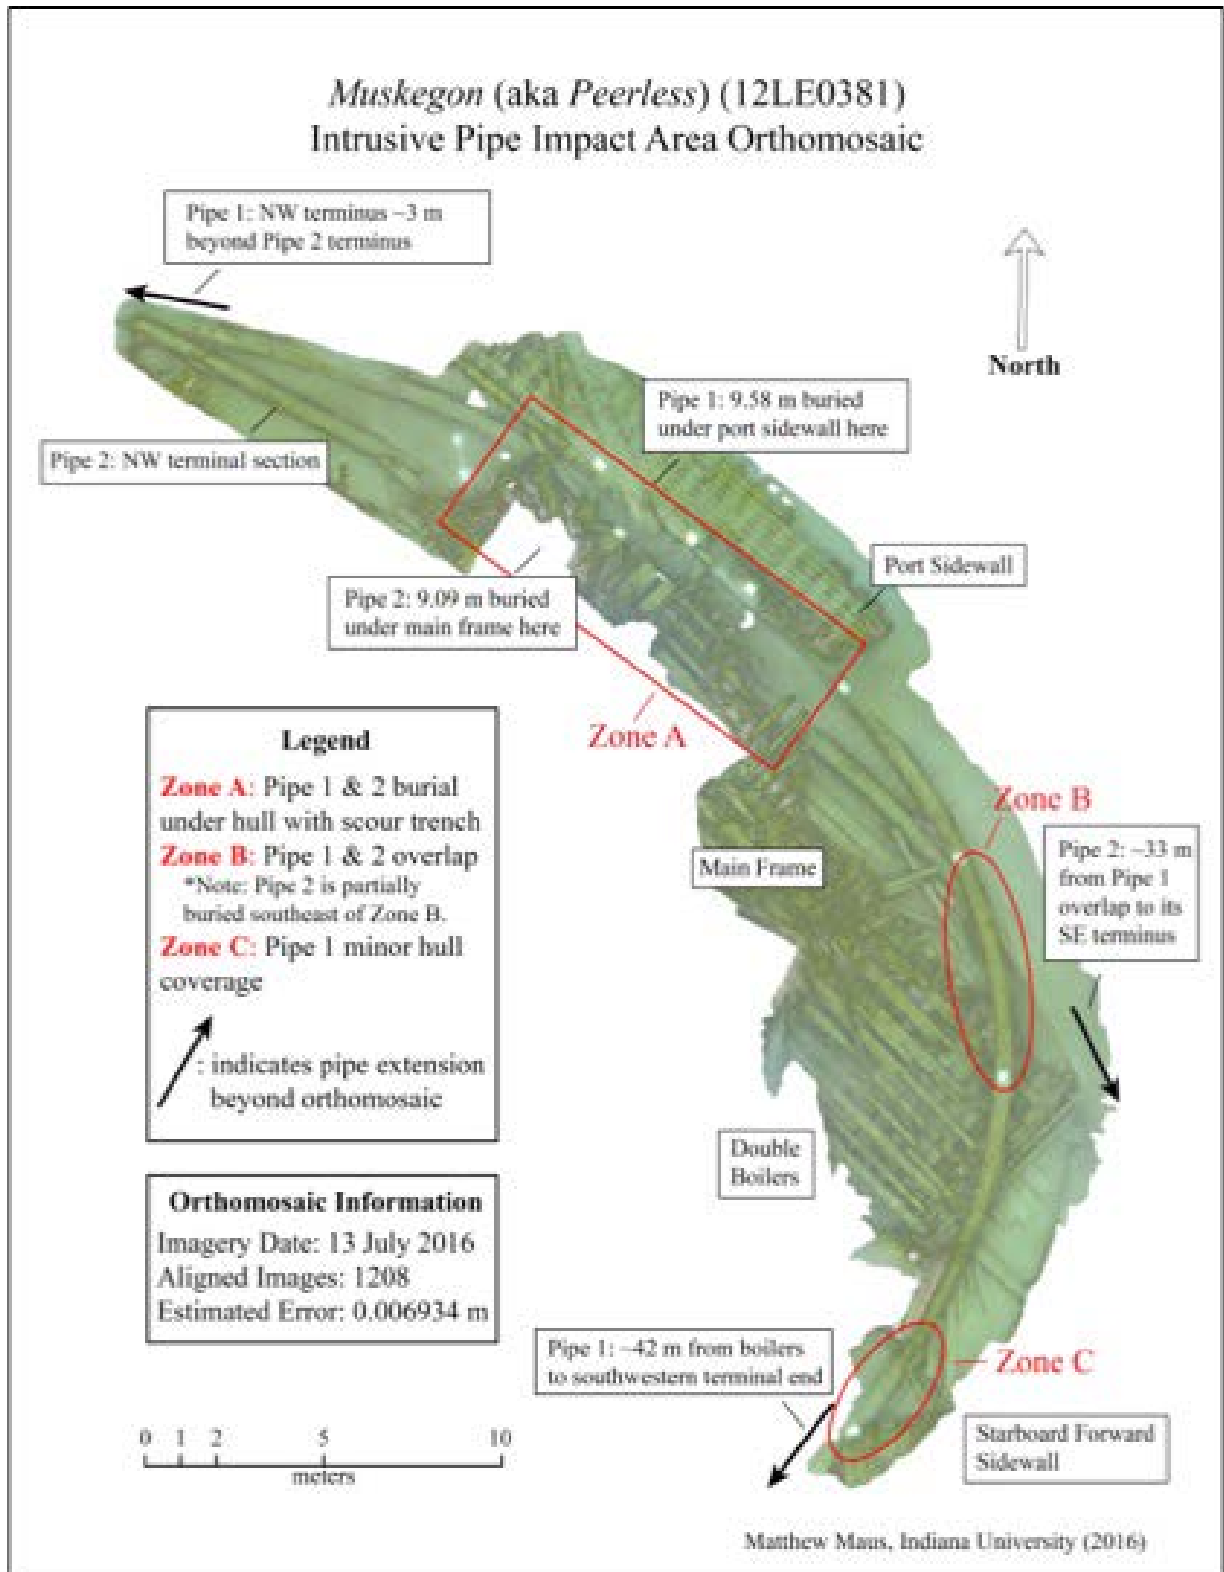 Muskegon (aka Peerless) (12LE0381)
Intrusive Pipe Impact Area Orthomosaic
Pipe 1: NW terminus ~3 m
beyond Pipe 2 terminus
North
Pipe 1: 9.58 m buried
under port sidewall here
Pipe 2: NW terminal section
Port Sidewall
Pipe 2: 9.09 m buried
under main frame here
Zone A
Legend
Zone A: Pipe 1 & 2 burial
under hull with scour trench
Zone B: Pipe 1 & 2 overlap
*Note: Pipe 2 is partially
buried southeast of Zone B.
Zone C: Pipe 1 minor hull
coverage
: indicates pipe extension
beyond orthomosaic
Zone B
Main Frame
Pipe 2: ~33 m
from Pipe 1
overlap to its
SE terminus
Double
Boilers
Orthomosaic Information
Imagery Date: 13 July 2016
Aligned Images: 1208
Estimated Error: 0.006934 m
Pipe 1: ~42 m from boilers
to southwestern terminal end
Zone C
Starboard Forward
Sidewall
0 1 2 5 10
meters
Matthew Maus, Indiana University (2016)